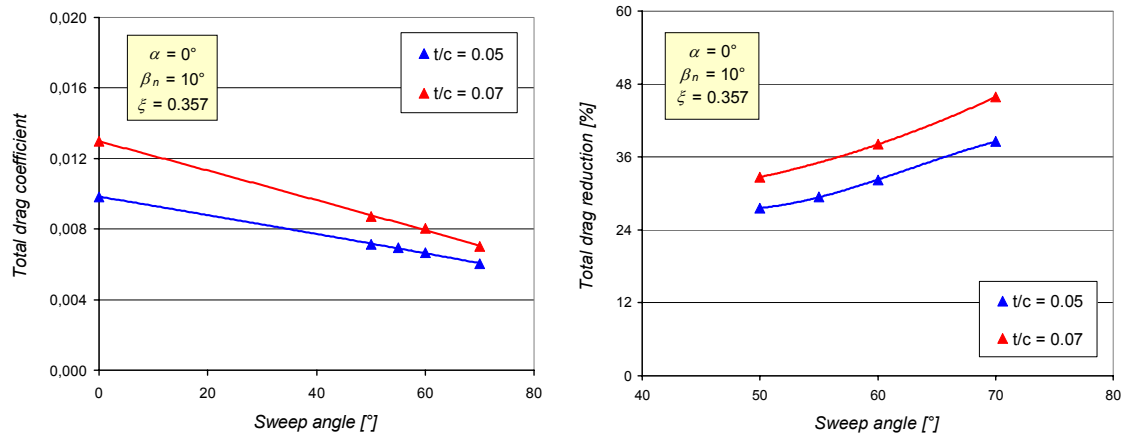 0,020
0,016
0,012
0,008
0,004
0,000
Total drag coefficient
α = 0°
βn = 10°
ξ = 0.357
t/c = 0.05
t/c = 0.07
0 20 40 60 80
Sweep angle [°]
60
48
36
24
12
0
Total drag reduction [%]
α = 0°
βn = 10°
ξ = 0.357
t/c = 0.05
t/c = 0.07
40 50 60 70 80
Sweep angle [°]